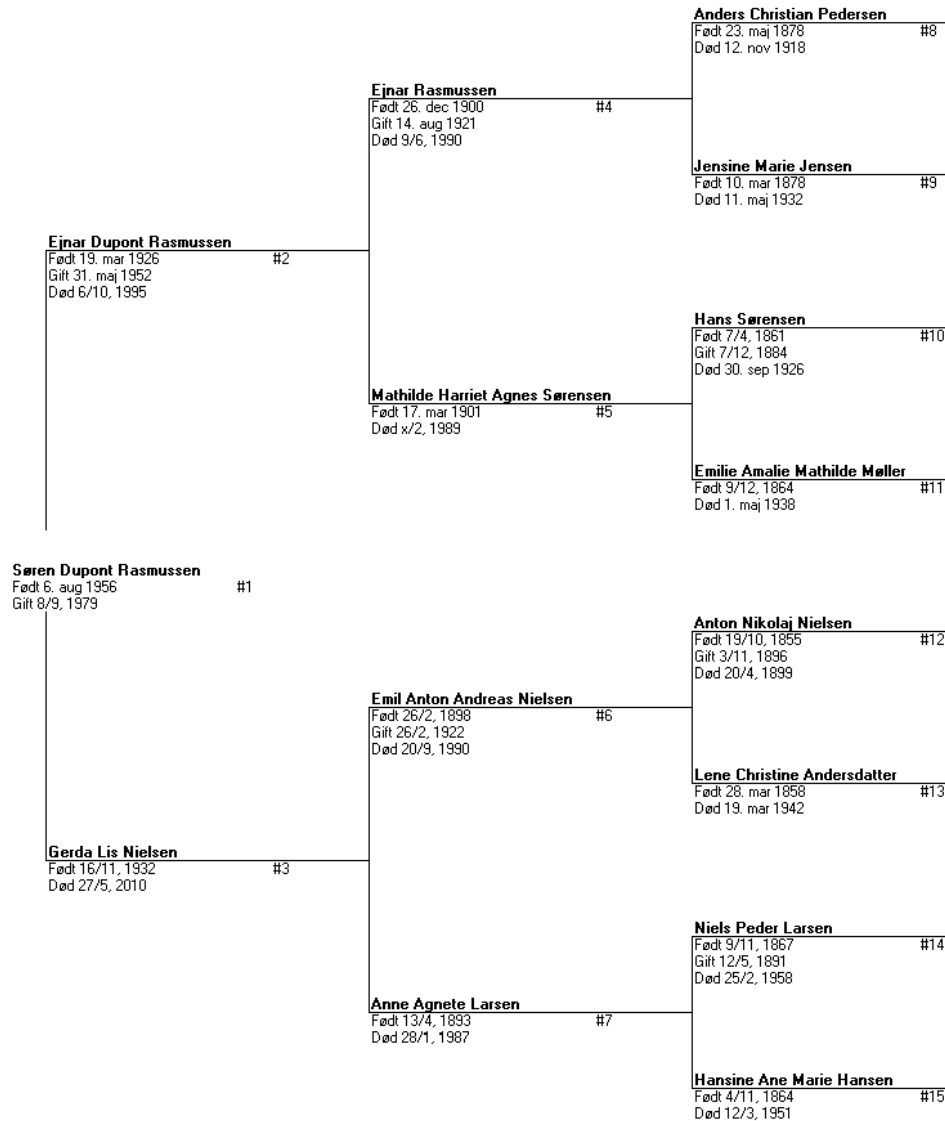 Anders Christian Pedersen
Født 23. maj 1878 #8
Død 12. nov 1918
Ejnar Rasmussen
Født 26. dec 1900 #4
Gift 14. aug 1921
Død 9/6, 1990
Jensine Marie Jensen
Født 10. mar 1878 #9
Død 11. maj 1932
Ejnar Dupont Rasmussen
Født 19. mar 1926 #2
Gift 31. maj 1952
Død 6/10, 1995
Hans Sørensen
Født 7/4, 1861 #10
Gift 7/12, 1884
Død 30. sep 1926
Mathilde Harriet Agnes Sørensen
Født 17. mar 1901 #5
Død x/2, 1989
Emilie Amalie Mathilde Møller
Født 9/12, 1864 #11
Død 1. maj 1938
Søren Dupont Rasmussen
Født 6. aug 1956 #1
Gift 8/9, 1979
Anton Nikolaj Nielsen
Født 19/10, 1855 #12
Gift 3/11, 1896
Død 20/4, 1899
Emil Anton Andreas Nielsen
Født 26/2, 1898 #6
Gift 26/2, 1922
Død 20/9, 1990
Lene Christine Andersdatter
Født 28. mar 1858 #13
Død 19. mar 1942
Gerda Lis Nielsen
Født 16/11, 1932 #3
Død 27/5, 2010
Niels Peder Larsen
Født 9/11, 1867 #14
Gift 12/5, 1891
Død 25/2, 1958
Anne Agnete Larsen
Født 13/4, 1893 #7
Død 28/1, 1987
Hansine Ane Marie Hansen
Født 4/11, 1864 #15
Død 12/3, 1951